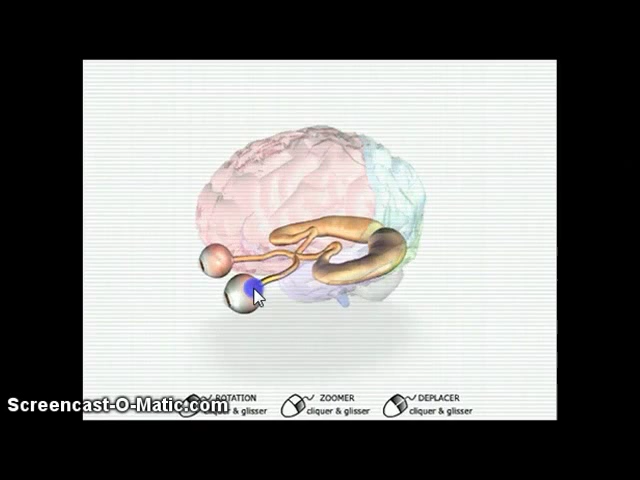 ROTATION
cliquer & glisser
ZOOMER
cliquer & glisser
DEPLACER
cliquer & glisser
Screencast-O-Matic.com